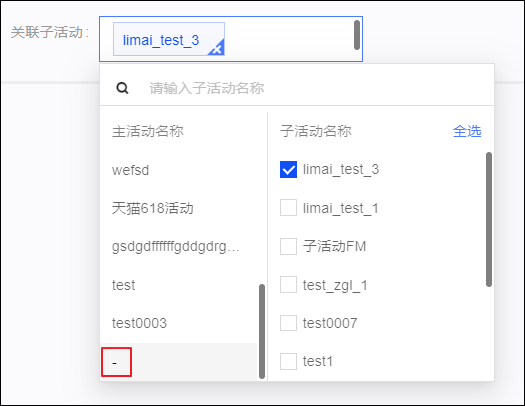 关联子活动:
limai_test_3
请输入子活动名称
主活动名称
wefsd
天猫618活动
gsdgdffffffgddgdrg...
test
test0003
-
子活动名称 全选
limai_test_3
limai_test_1
子活动FM
test_zgl_1
test0007
test1